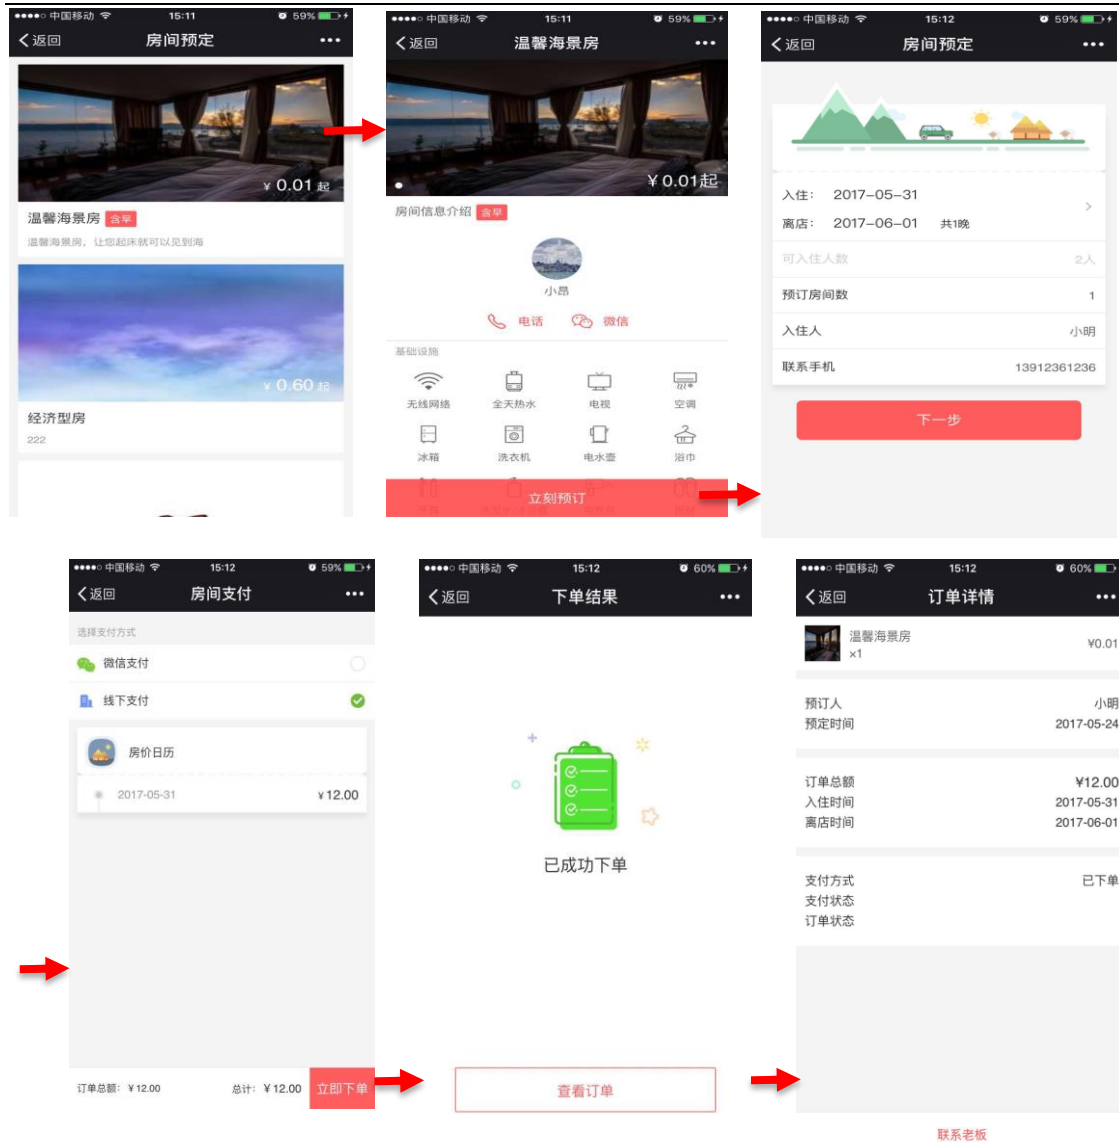 中国移动 15:11 59%
返回 房间预定
¥ 0.01 起
温馨海景房 含早
温馨海景房，让您起床就可以见到海
¥ 0.60 起
经济型房
222
中国移动 15:11 59%
返回 温馨海景房
¥ 0.01起
房间信息介绍 含早
小昂
电话 微信
基础设施
无线网络 全天热水 电视 空调
冰箱 洗衣机 电水壶 浴巾
立刻预订
中国移动 15:12 59%
返回 房间预定
入住： 2017-05-31
离店： 2017-06-01 共1晚
可入住人数 2人
预订房间数 1
入住人 小明
联系手机 13912361236
下一步
中国移动 15:12 59%
返回 房间支付
选择支付方式
微信支付
线下支付
房价日历
2017-05-31 ¥12.00
订单总额：¥12.00 总计：¥12.00 立即下单
中国移动 15:12 60%
返回 下单结果
已成功下单
查看订单
中国移动 15:12 60%
返回 订单详情
温馨海景房 ¥0.01
×1
预订人 小明
预定时间 2017-05-24
订单总额 ¥12.00
入住时间 2017-05-31
离店时间 2017-06-01
支付方式 已下单
支付状态
订单状态
联系老板